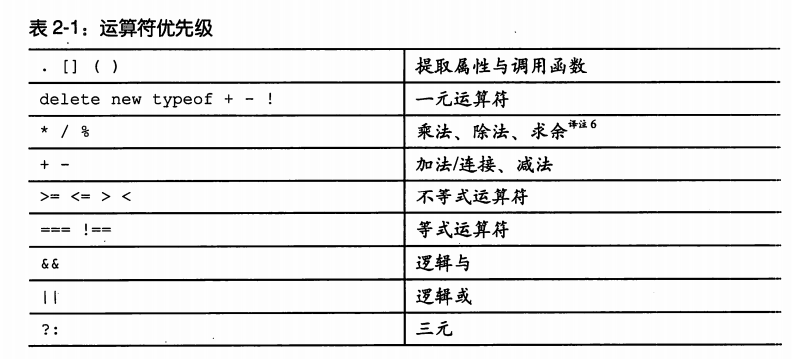 表 2-1：运算符优先级
. [] ( ) 提取属性与调用函数
delete new typeof + - ! 一元运算符
* / % 乘法、除法、求余译注6
+ - 加法/连接、减法
>= <= > < 不等式运算符
=== !== 等式运算符
&& 逻辑与
|| 逻辑或
?: 三元